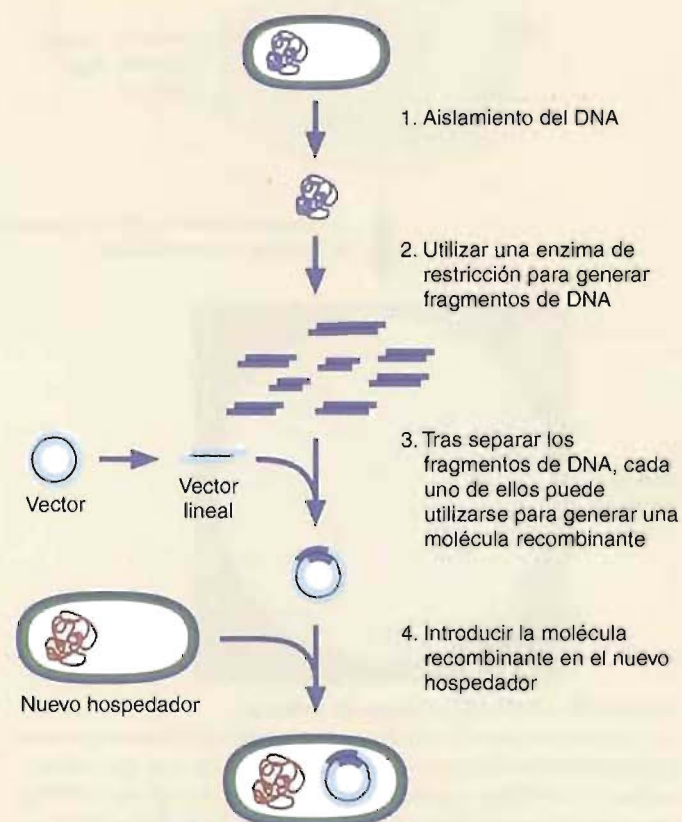 1. Aislamiento del DNA
2. Utilizar una enzima de
restricción para generar
fragmentos de DNA
3. Tras separar los
fragmentos de DNA, cada
uno de ellos puede
utilizarse para generar una
molécula recombinante
Vector
Vector
lineal
4. Introducir la molécula
recombinante en el nuevo
hospedador
Nuevo hospedador